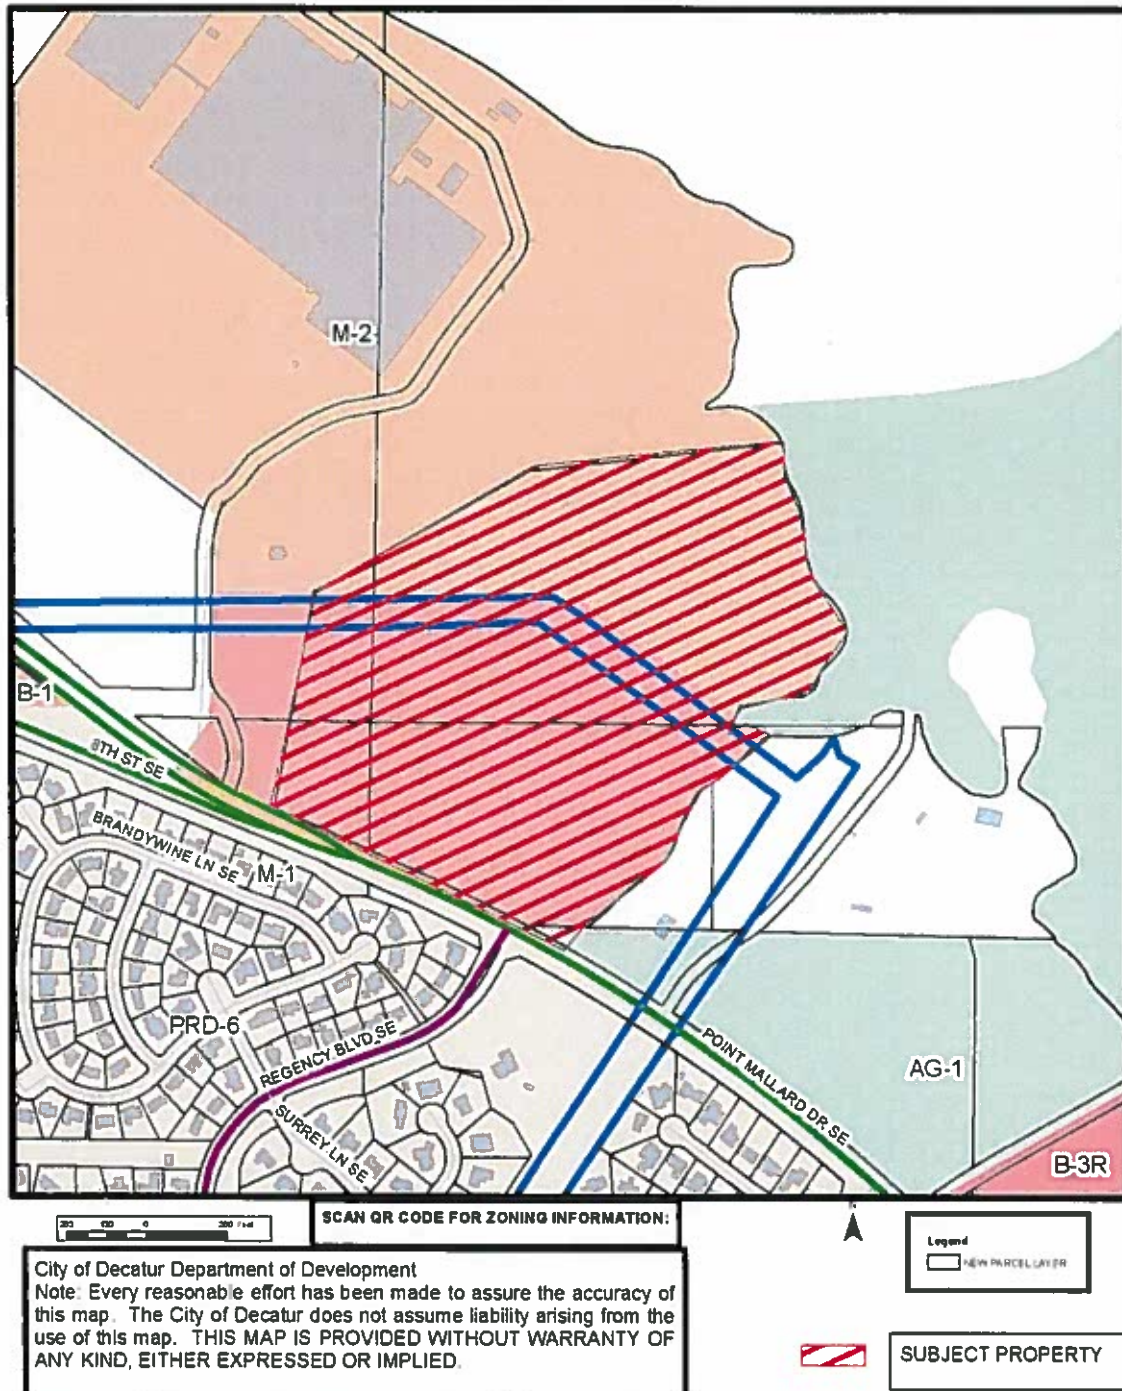 M-2
B-1
8TH ST SE
BRANDYWINE LN SE
M-1
PRD-6
REGENCY BLVD SE
SURREY LN SE
POINT MALLARD DR SE
AG-1
B-3R
SCAN QR CODE FOR ZONING INFORMATION:
Legend
NEW PARCEL LAYER
City of Decatur Department of Development
Note: Every reasonable effort has been made to assure the accuracy of
this map. The City of Decatur does not assume liability arising from the
use of this map. THIS MAP IS PROVIDED WITHOUT WARRANTY OF
ANY KIND, EITHER EXPRESSED OR IMPLIED.
SUBJECT PROPERTY